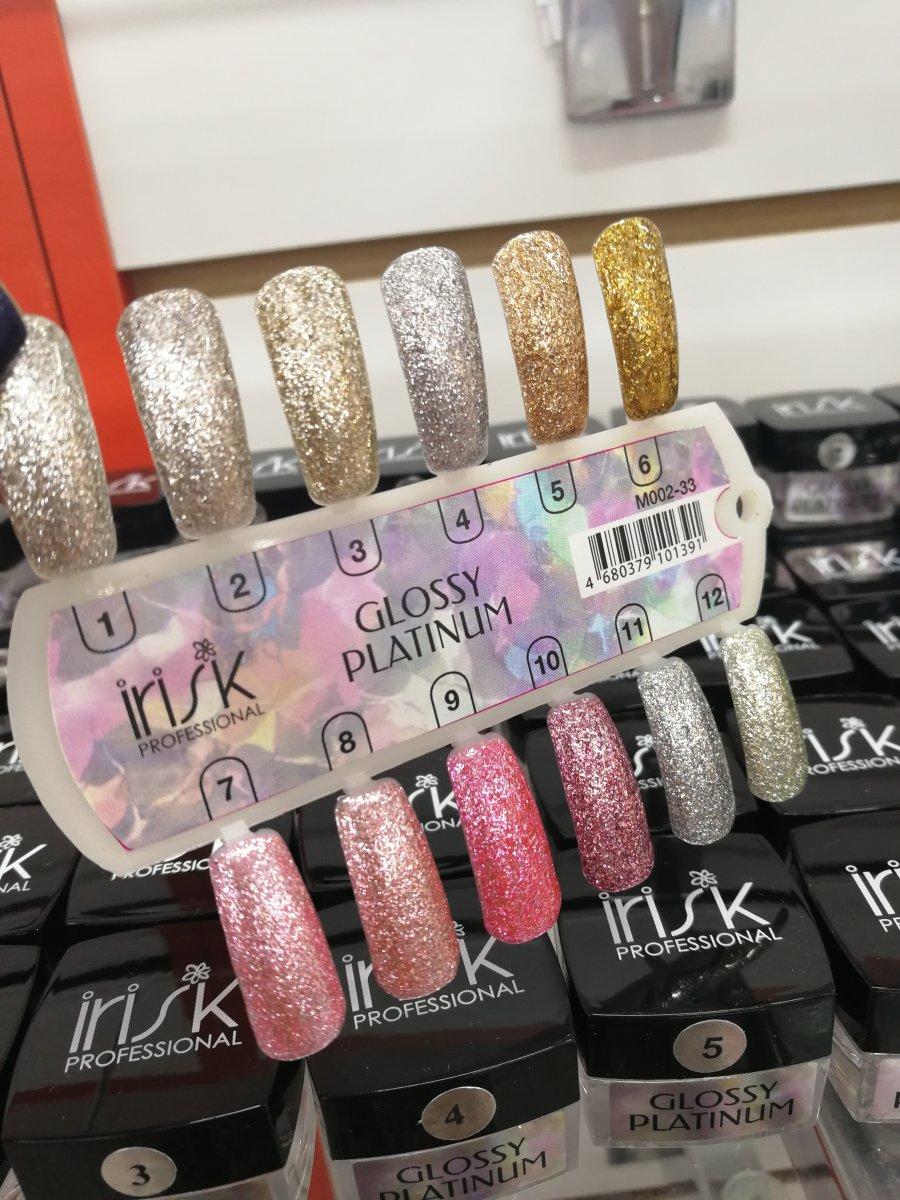 1
2
3
4
5
6
M002-33
4 680379 101391
GLOSSY
PLATINUM
irisk
PROFESSIONAL
7
8
9
10
11
12
irisk
PROFESSIONAL
3
PROFESSIONAL
4
GLOSSY
PLATINUM
irisk
PROFESSIONAL
5
GLOSSY
PLATINUM